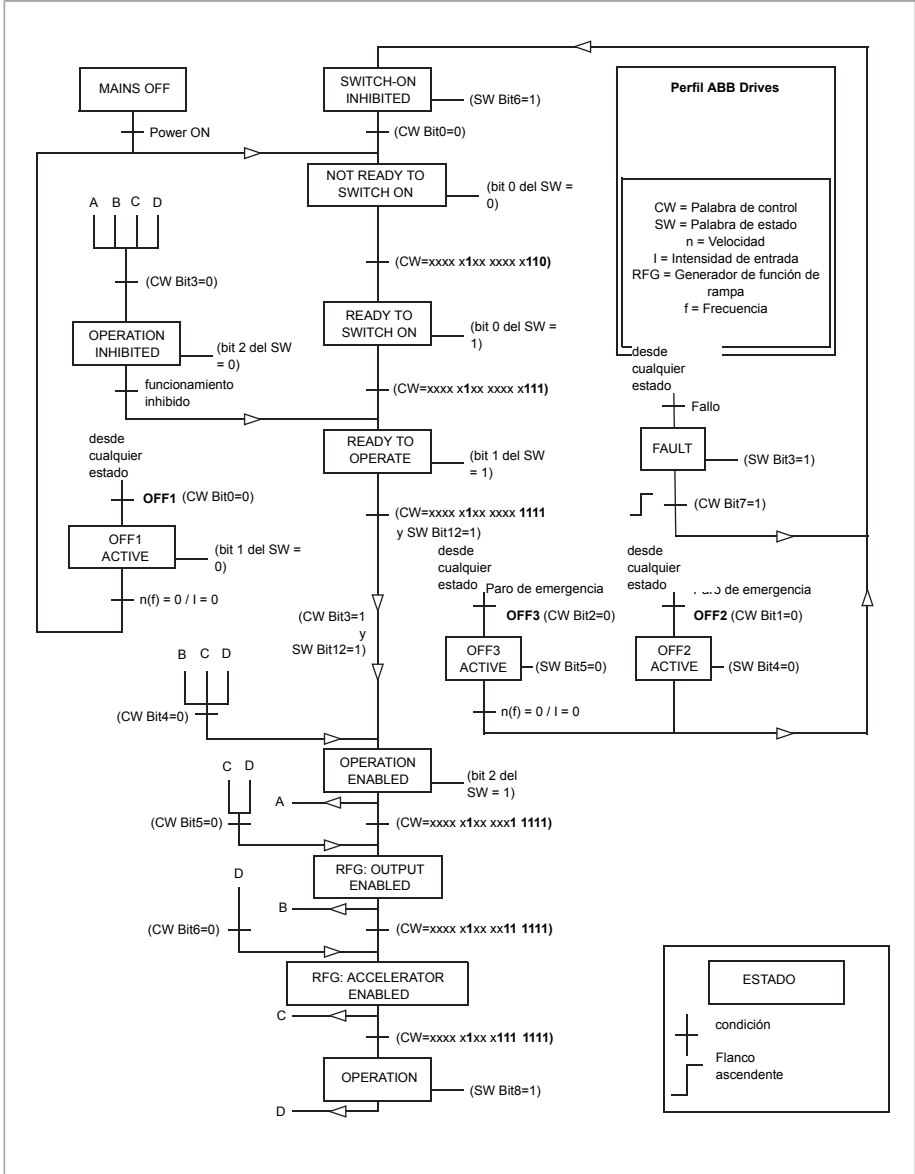 MAINS OFF
Power ON
SWITCH-ON
INHIBITED
(SW Bit6=1)
(CW Bit0=0)
NOT READY TO
SWITCH ON
(bit 0 del SW =
0)
Perfil ABB Drives
CW = Palabra de control
SW = Palabra de estado
n = Velocidad
I = Intensidad de entrada
RFG = Generador de función de
rampa
f = Frecuencia
A B C D
(CW Bit3=0)
OPERATION
INHIBITED
(bit 2 del SW
= 0)
funcionamiento
inhibido
(CW=xxxx x1xx xxxx x110)
READY TO
SWITCH ON
(bit 0 del SW =
1)
(CW=xxxx x1xx xxxx x111)
READY TO
OPERATE
(bit 1 del SW
= 1)
desde
cualquier
estado
Fallo
FAULT
(SW Bit3=1)
(CW Bit7=1)
desde
cualquier
estado
OFF1 (CW Bit0=0)
OFF1
ACTIVE
(bit 1 del SW =
0)
n(f) = 0 / I = 0
(CW=xxxx x1xx xxxx 1111
y SW Bit12=1)
(CW Bit3=1
y
SW Bit12=1)
desde
cualquier
estado
Paro de emergencia
OFF3 (CW Bit2=0)
OFF3
ACTIVE
(SW Bit5=0)
n(f) = 0 / I = 0
desde
cualquier
estado
Paro de emergencia
OFF2 (CW Bit1=0)
OFF2
ACTIVE
(SW Bit4=0)
B C D
(CW Bit4=0)
OPERATION
ENABLED
(bit 2 del
SW = 1)
A
C D
(CW Bit5=0)
(CW=xxxx x1xx xxx1 1111)
RFG: OUTPUT
ENABLED
B
D
(CW Bit6=0)
(CW=xxxx x1xx xx11 1111)
RFG: ACCELERATOR
ENABLED
C
(CW=xxxx x1xx x111 1111)
OPERATION
(SW Bit8=1)
D
ESTADO
condición
Flanco
ascendente